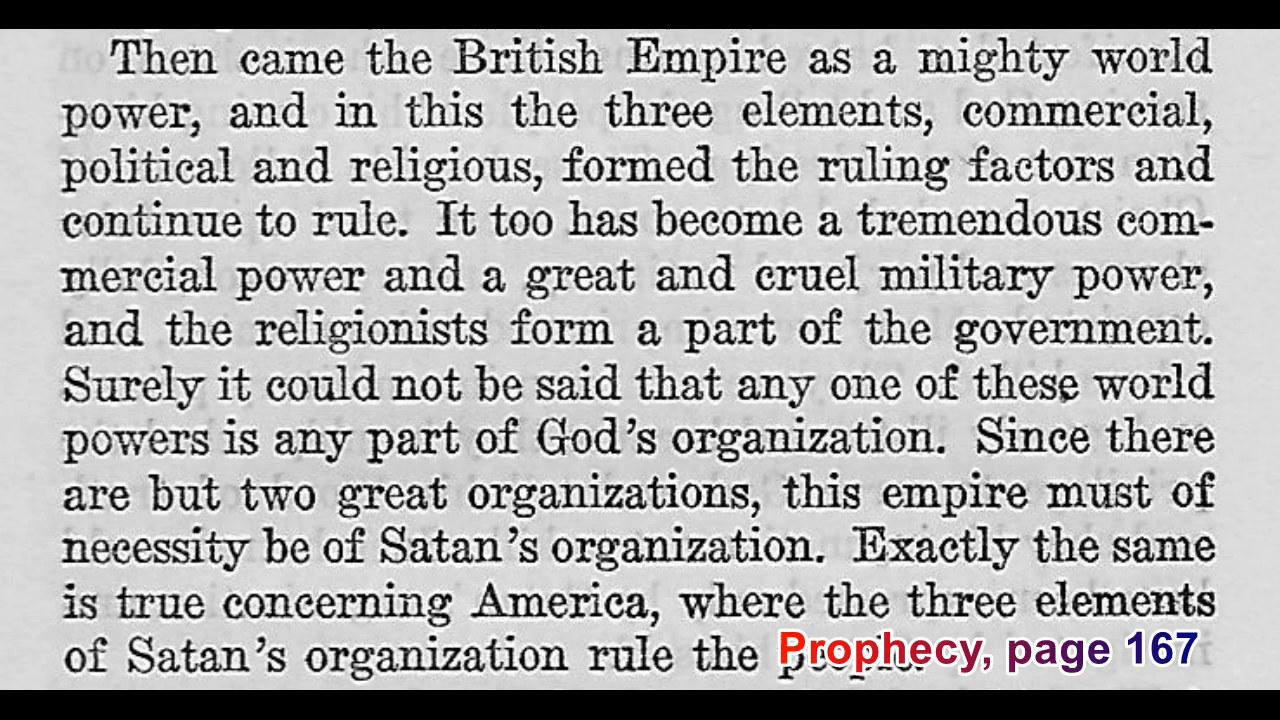 Then came the British Empire as a mighty world
power, and in this the three elements, commercial,
political and religious, formed the ruling factors and
continue to rule. It too has become a tremendous com-
mercial power and a great and cruel military power,
and the religionists form a part of the government.
Surely it could not be said that any one of these world
powers is any part of God's organization. Since there
are but two great organizations, this empire must of
necessity be of Satan's organization. Exactly the same
is true concerning America, where the three elements
of Satan's organization rule the
Prophecy, page 167